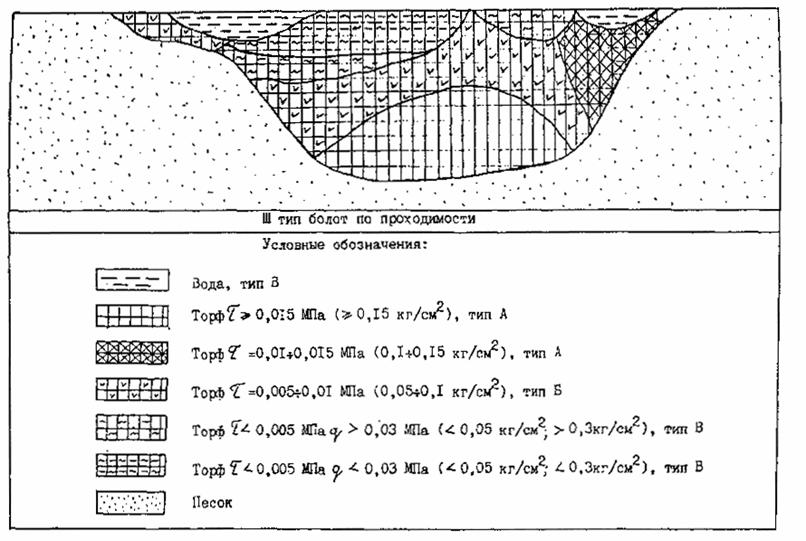 Ш тип болот по проходимости
Условные обозначения:
Вода, тип В
Торф τ ⩾ 0,015 МПа (⩾ 0,15 кг/см²), тип А
Торф τ =0,01÷0,015 МПа (0,1÷0,15 кг/см²), тип А
Торф τ =0,005÷0,01 МПа (0,05÷0,1 кг/см²), тип Б
Торф τ < 0,005 МПа q > 0,03 МПа (< 0,05 кг/см²; > 0,3кг/см²), тип В
Торф τ < 0,005 МПа q < 0,03 МПа (< 0,05 кг/см²; < 0,3кг/см²), тип В
Песок